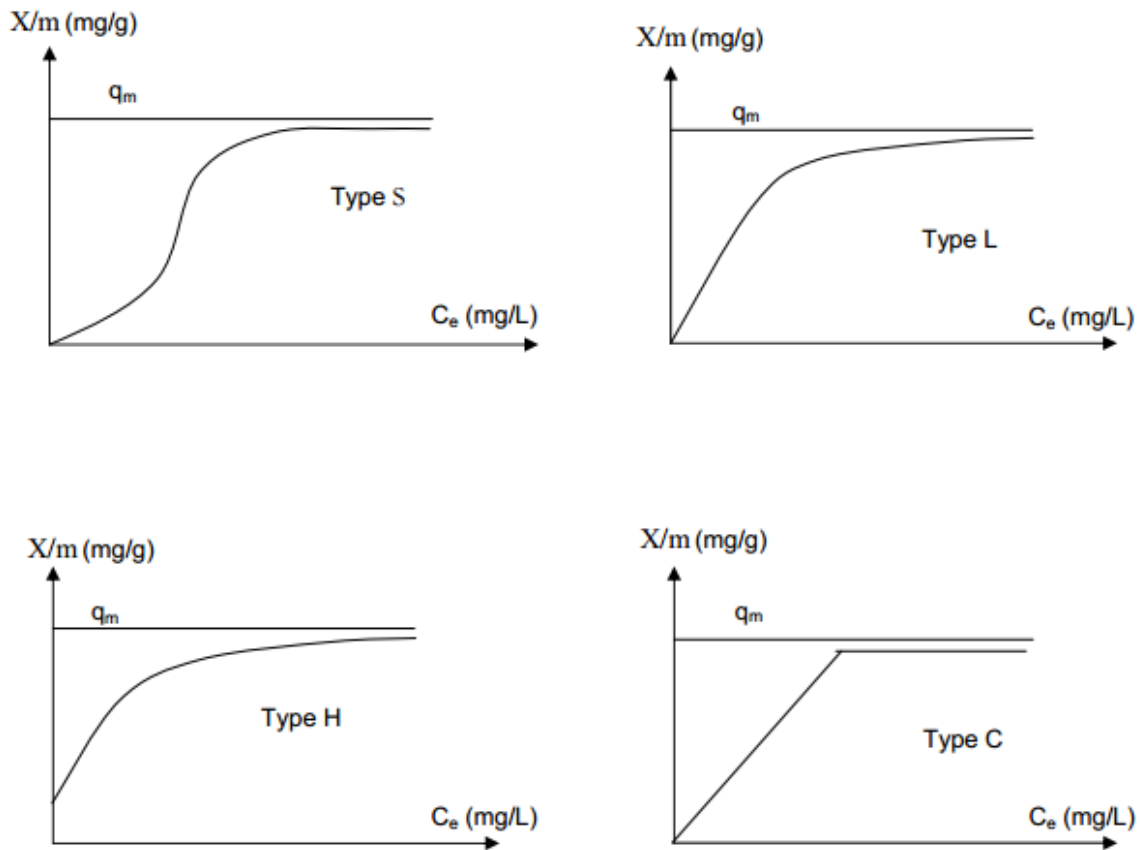 X/m (mg/g)
qm
Type S
Ce (mg/L)
X/m (mg/g)
qm
Type L
Ce (mg/L)
X/m (mg/g)
qm
Type H
Ce (mg/L)
X/m (mg/g)
qm
Type C
Ce (mg/L)